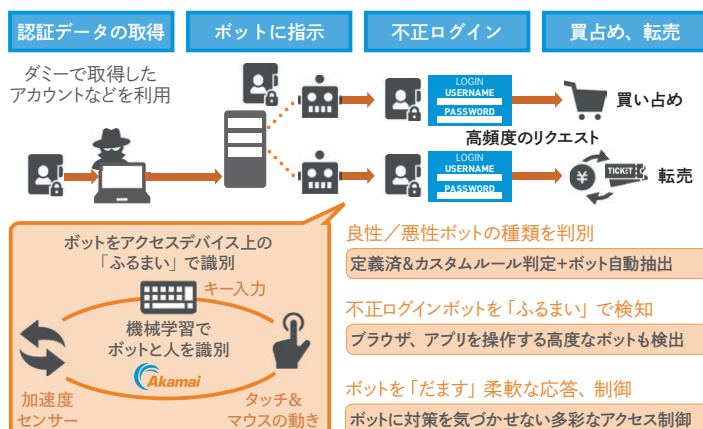 認証データの取得
ボットに指示
不正ログイン
買占め、転売
ダミーで取得した
アカウントなどを利用
LOGIN
USERNAME
PASSWORD
買い占め
高頻度のリクエスト
LOGIN
USERNAME
PASSWORD
¥
TICKET
転売
ボットをアクセスデバイス上の
「ふるまい」で識別
キー入力
機械学習で
ボットと人を識別
Akamai
加速度
センサー
タッチ&
マウスの動き
良性／悪性ボットの種類を判別
定義済&カスタムルール判定+ボット自動抽出
不正ログインボットを「ふるまい」で検知
ブラウザ、アプリを操作する高度なボットも検出
ボットを「だます」柔軟な応答、制御
ボットに対策を気づかせない多彩なアクセス制御